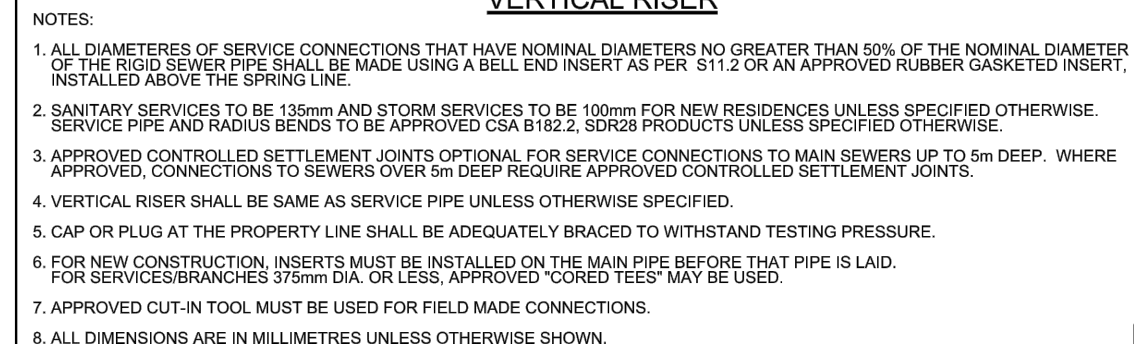 VERTICAL RISER
NOTES:
1. ALL DIAMETERES OF SERVICE CONNECTIONS THAT HAVE NOMINAL DIAMETERS NO GREATER THAN 50% OF THE NOMINAL DIAMETER
OF THE RIGID SEWER PIPE SHALL BE MADE USING A BELL END INSERT AS PER S11.2 OR AN APPROVED RUBBER GASKETED INSERT,
INSTALLED ABOVE THE SPRING LINE.
2. SANITARY SERVICES TO BE 135mm AND STORM SERVICES TO BE 100mm FOR NEW RESIDENCES UNLESS SPECIFIED OTHERWISE.
SERVICE PIPE AND RADIUS BENDS TO BE APPROVED CSA B182.2, SDR28 PRODUCTS UNLESS SPECIFIED OTHERWISE.
3. APPROVED CONTROLLED SETTLEMENT JOINTS OPTIONAL FOR SERVICE CONNECTIONS TO MAIN SEWERS UP TO 5m DEEP. WHERE
APPROVED, CONNECTIONS TO SEWERS OVER 5m DEEP REQUIRE APPROVED CONTROLLED SETTLEMENT JOINTS.
4. VERTICAL RISER SHALL BE SAME AS SERVICE PIPE UNLESS OTHERWISE SPECIFIED.
5. CAP OR PLUG AT THE PROPERTY LINE SHALL BE ADEQUATELY BRACED TO WITHSTAND TESTING PRESSURE.
6. FOR NEW CONSTRUCTION, INSERTS MUST BE INSTALLED ON THE MAIN PIPE BEFORE THAT PIPE IS LAID.
FOR SERVICES/BRANCHES 375mm DIA. OR LESS, APPROVED "CORED TEES" MAY BE USED.
7. APPROVED CUT-IN TOOL MUST BE USED FOR FIELD MADE CONNECTIONS.
8. ALL DIMENSIONS ARE IN MILLIMETRES UNLESS OTHERWISE SHOWN.